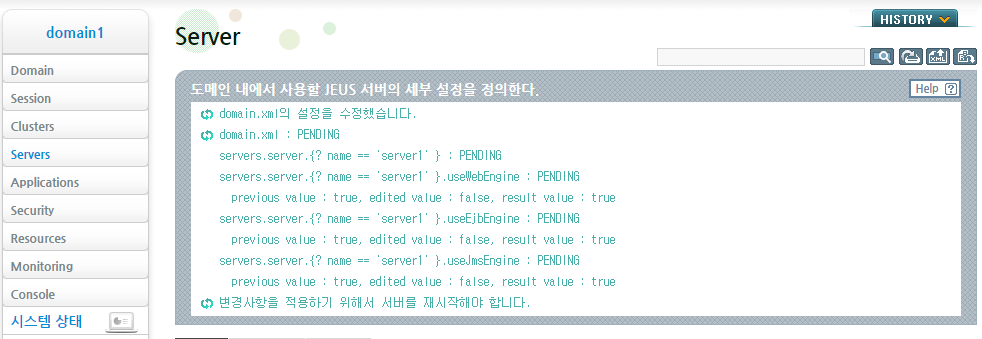 domain1
Domain
Session
Clusters
Servers
Applications
Security
Resources
Monitoring
Console
시스템 상태
Server
HISTORY
XML
도메인 내에서 사용할 JEUS 서버의 세부 설정을 정의한다.
Help ?
domain.xml의 설정을 수정했습니다.
domain.xml : PENDING
servers.server.{? name == 'server1' } : PENDING
servers.server.{? name == 'server1' }.useWebEngine : PENDING
previous value : true, edited value : false, result value : true
servers.server.{? name == 'server1' }.useEjbEngine : PENDING
previous value : true, edited value : false, result value : true
servers.server.{? name == 'server1' }.useJmsEngine : PENDING
previous value : true, edited value : false, result value : true
변경사항을 적용하기 위해서 서버를 재시작해야 합니다.